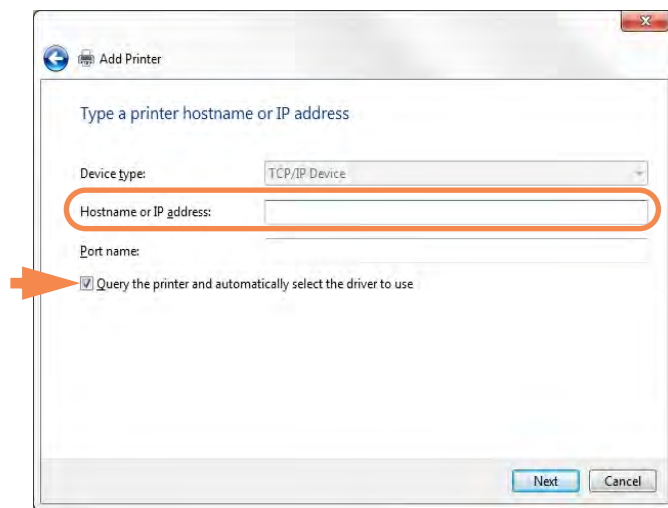 Add Printer
Type a printer hostname or IP address
Device type: TCP/IP Device
Hostname or IP address:
Port name:
Query the printer and automatically select the driver to use
Next Cancel